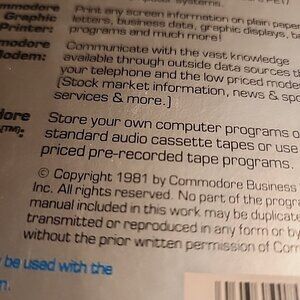 mmodore Print any screen information on plain paper
Graphic letters, business data, graphic displays, ba
Printer: programs and much more!
modore Communicate with the vast knowledge
Modem: available through outside data sources t
your telephone and the low priced mode
[Stock market information, news & spo
services & more.]
dore Store your own computer programs o
(TM): standard audio cassette tapes or use
priced pre-recorded tape programs.
© Copyright 1981 by Commodore Business
Inc. All rights reserved. No part of the progra
manual included in this work may be duplicate
transmitted or reproduced in any form or by
without the prior written permission of Com
y be used with the
n.